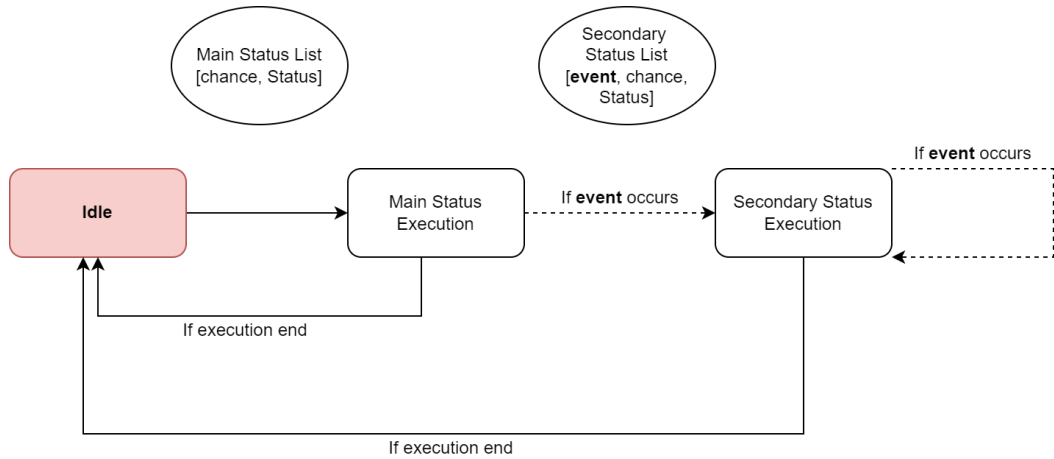 Main Status List
[chance, Status]
Secondary
Status List
[event, chance,
Status]
If event occurs
Idle
Main Status
Execution
If event occurs
Secondary Status
Execution
If execution end
If execution end